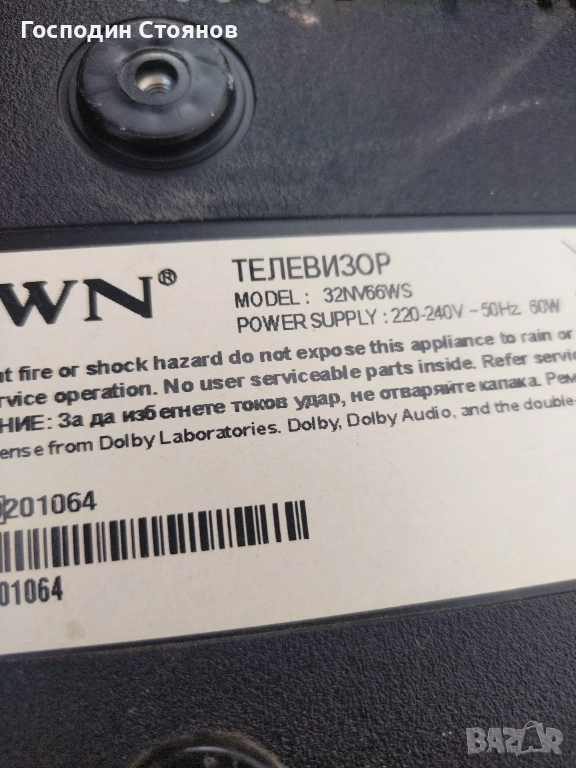 Господин Стоянов
WN®
ТЕЛЕВИЗОР
MODEL : 32NV66WS
POWER SUPPLY : 220-240V ~ 50Hz. 60W
nt fire or shock hazard do not expose this appliance to rain or
rvice operation. No user serviceable parts inside. Refer servic
НИЕ: За да избегнете токов удар, не отваряйте капака. Рем
ense from Dolby Laboratories. Dolby, Dolby Audio, and the double-
201064
01064
BAZAR